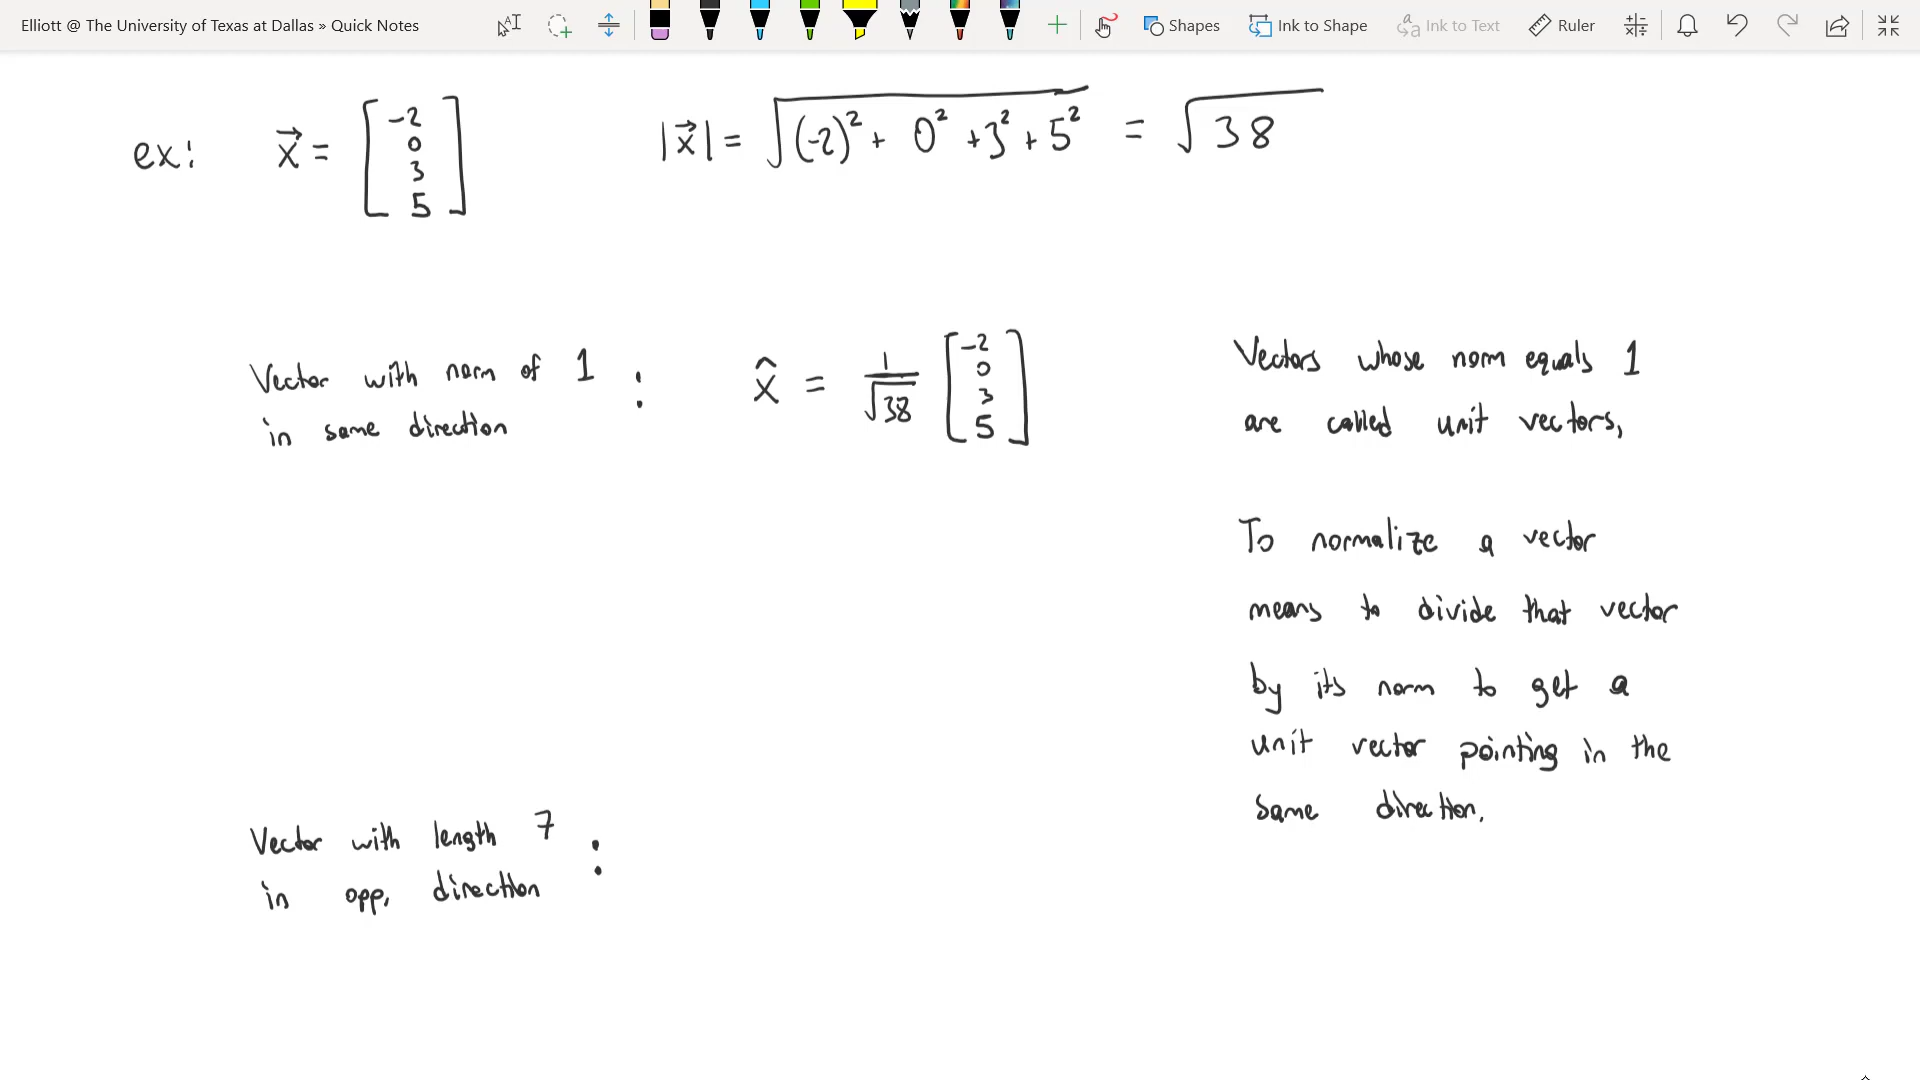 Elliott @ The University of Texas at Dallas » Quick Notes
Shapes
Ink to Shape
Ink to Text
Ruler
ex: x⃗ = [-2 0 3 5] |x⃗| = √((-2)² + 0² + 3² + 5²) = √38
Vector with norm of 1
in same direction :
x̂ = 1/√38 [-2 0 3 5]
Vectors whose norm equals 1
are called unit vectors.
To normalize a vector
means to divide that vector
by its norm to get a
unit vector pointing in the
same direction.
Vector with length 7
in opp. direction :